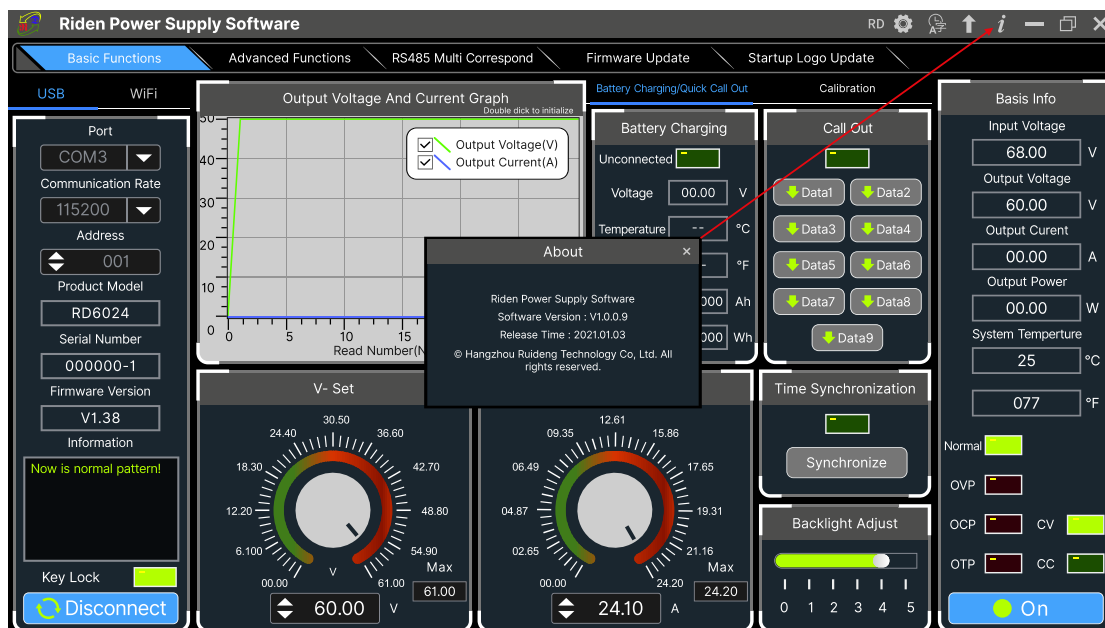 Riden Power Supply Software
RD
Basic Functions
Advanced Functions
RS485 Multi Correspond
Firmware Update
Startup Logo Update
USB
WiFi
Port
COM3
Communication Rate
115200
Address
001
Product Model
RD6024
Serial Number
000000-1
Firmware Version
V1.38
Information
Now is normal pattern!
Key Lock
Disconnect
Output Voltage And Current Graph
Double dick to initialize
50
40
30
20
10
0
0
5
10
15
Output Voltage(V)
Output Current(A)
Read Number(N
Battery Charging/Quick Call Out
Calibration
Battery Charging
Unconnected
Voltage
00.00
V
Temperature
--
°C
-
°F
000
Ah
000
Wh
Call Out
Data1
Data2
Data3
Data4
Data5
Data6
Data7
Data8
Data9
About
×
Riden Power Supply Software
Software Version : V1.0.0.9
Release Time : 2021.01.03
© Hangzhou Ruideng Technology Co, Ltd. All
rights reserved.
V- Set
30.50
24.40
36.60
18.30
42.70
12.20
48.80
6.100
54.90
00.00
V
61.00
Max
61.00
60.00
V
12.61
09.35
15.86
06.49
17.65
04.87
19.31
02.65
21.16
00.00
A
24.20
Max
24.20
24.10
A
Time Synchronization
Synchronize
Backlight Adjust
0 1 2 3 4 5
Basis Info
Input Voltage
68.00
V
Output Voltage
60.00
V
Output Curent
00.00
A
Output Power
00.00
W
System Temperture
25
°C
077
°F
Normal
OVP
OCP
CV
OTP
CC
On